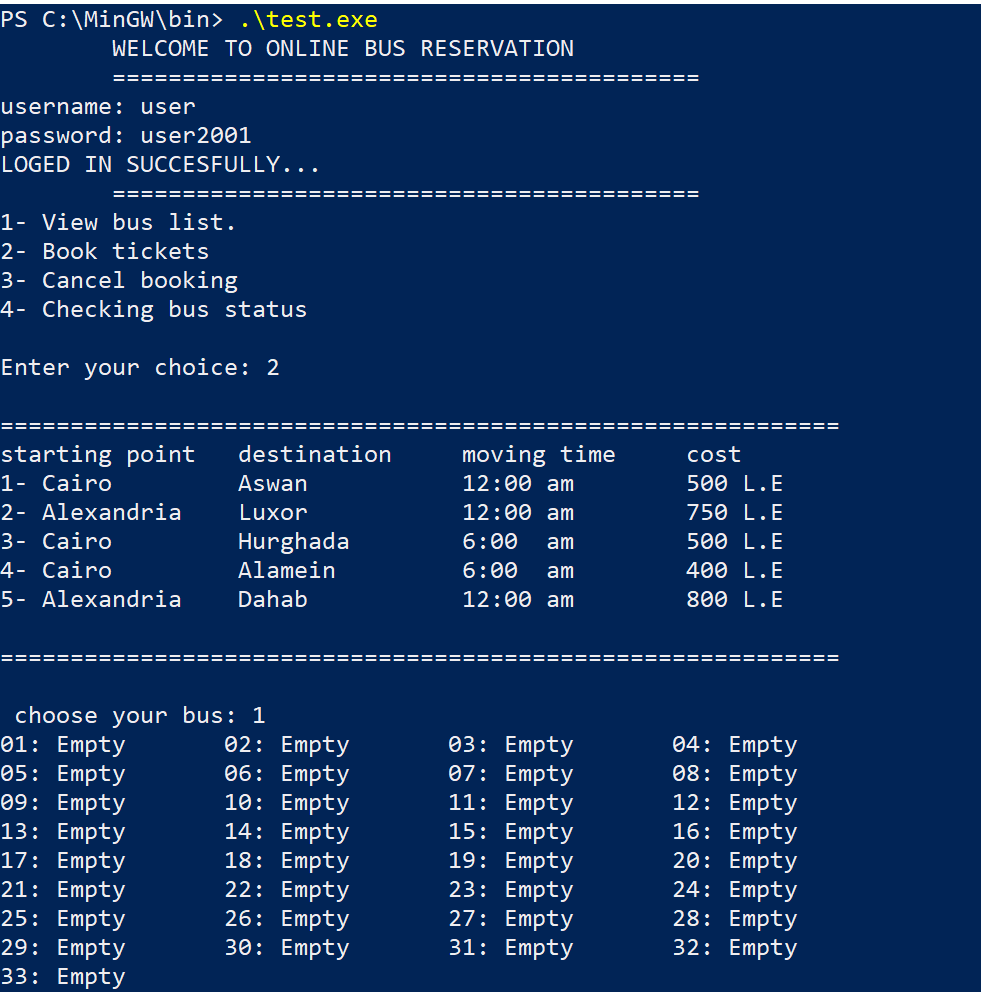 PS C:\MinGW\bin> .\test.exe
WELCOME TO ONLINE BUS RESERVATION
==========================================
username: user
password: user2001
LOGED IN SUCCESFULLY...
==========================================
1- View bus list.
2- Book tickets
3- Cancel booking
4- Checking bus status
Enter your choice: 2
============================================================
starting point   destination     moving time     cost
1- Cairo         Aswan           12:00 am        500 L.E
2- Alexandria    Luxor           12:00 am        750 L.E
3- Cairo         Hurghada        6:00  am        500 L.E
4- Cairo         Alamein         6:00  am        400 L.E
5- Alexandria    Dahab           12:00 am        800 L.E
============================================================
choose your bus: 1
01: Empty       02: Empty       03: Empty       04: Empty
05: Empty       06: Empty       07: Empty       08: Empty
09: Empty       10: Empty       11: Empty       12: Empty
13: Empty       14: Empty       15: Empty       16: Empty
17: Empty       18: Empty       19: Empty       20: Empty
21: Empty       22: Empty       23: Empty       24: Empty
25: Empty       26: Empty       27: Empty       28: Empty
29: Empty       30: Empty       31: Empty       32: Empty
33: Empty